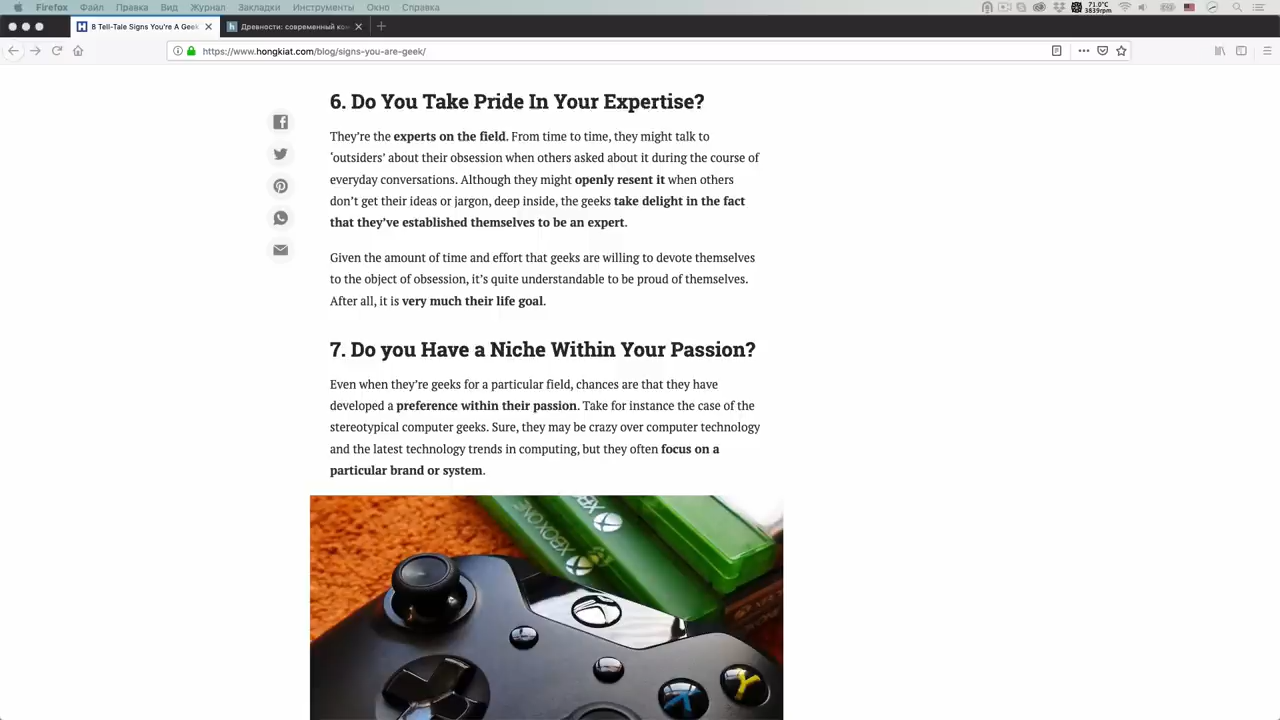 Firefox Файл Правка Вид Журнал Закладки Инструменты Окно Справка
71.0°C
3839rpm
8 Tell-Tale Signs You're A Geek
Древности: современный ком
https://www.hongkiat.com/blog/signs-you-are-geek/
6. Do You Take Pride In Your Expertise?
They’re the experts on the field. From time to time, they might talk to
‘outsiders’ about their obsession when others asked about it during the course of
everyday conversations. Although they might openly resent it when others
don’t get their ideas or jargon, deep inside, the geeks take delight in the fact
that they’ve established themselves to be an expert.
Given the amount of time and effort that geeks are willing to devote themselves
to the object of obsession, it’s quite understandable to be proud of themselves.
After all, it is very much their life goal.
7. Do you Have a Niche Within Your Passion?
Even when they’re geeks for a particular field, chances are that they have
developed a preference within their passion. Take for instance the case of the
stereotypical computer geeks. Sure, they may be crazy over computer technology
and the latest technology trends in computing, but they often focus on a
particular brand or system.
XBOX ONE
X
Y